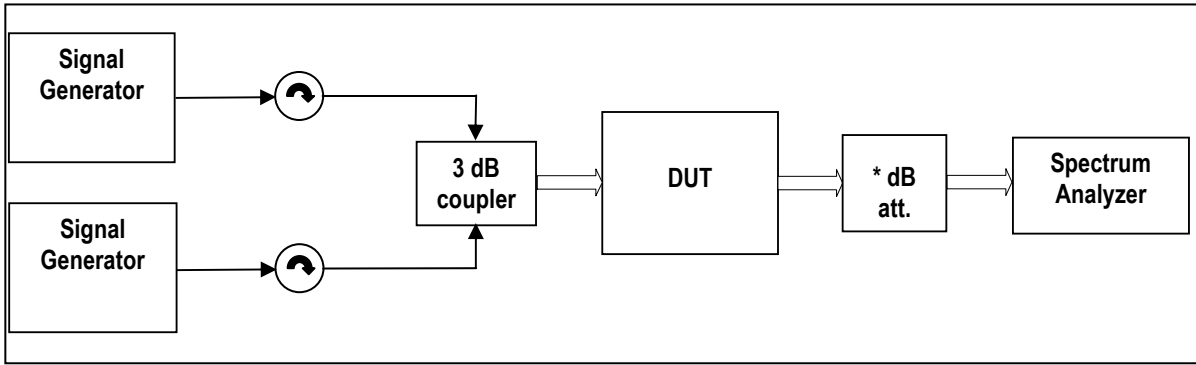 Signal
Generator
3 dB
coupler
DUT
* dB
att.
Spectrum
Analyzer
Signal
Generator